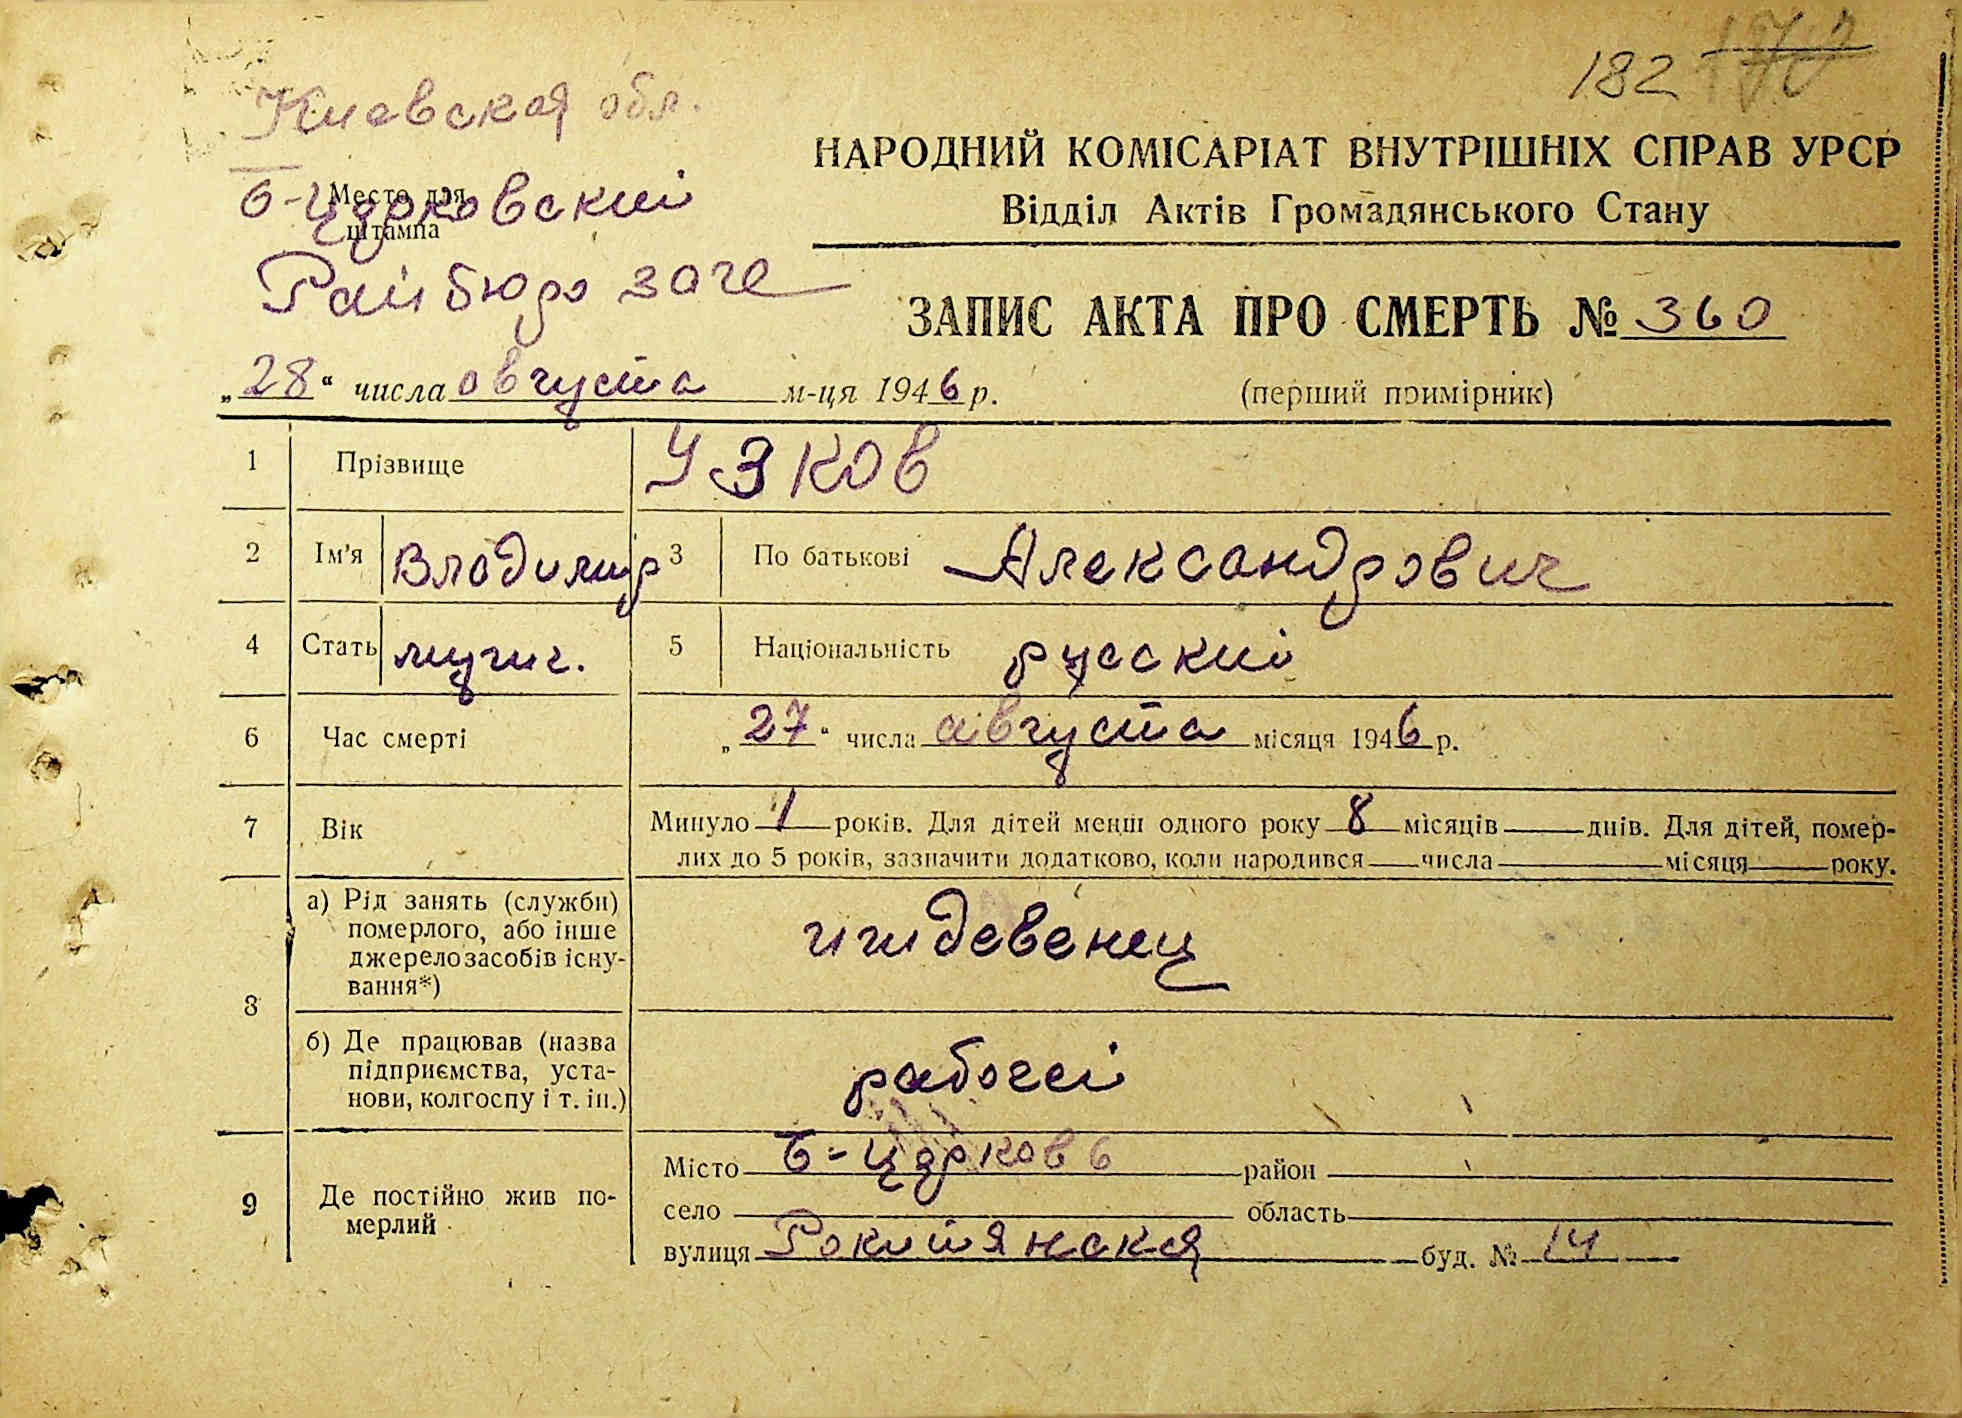 182 170
Киевская обл.
Б-Церковский
Место для
штампа
Райбюро загс
НАРОДНИЙ КОМІСАРІАТ ВНУТРІШНІХ СПРАВ УРСР
Відділ Актів Громадянського Стану
ЗАПИС АКТА ПРО СМЕРТЬ № 360
„28“ числа августа м-ця 1946 р.
(перший примірник)
1 Прізвище Узков
2 Ім'я Владимир 3 По батькові Александрович
4 Стать мужч. 5 Національність русский
6 Час смерті „27“ числа августа місяця 1946 р.
7 Вік Минуло 1 років. Для дітей менш одного року 8 місяців днів. Для дітей, помер-
лих до 5 років, зазначити додатково, коли народився числа місяця року.
8 а) Рід занять (служби)
померлого, або інше
джерело засобів існу-
вання*)
иждевенец
б) Де працював (назва
підприємства, уста-
нови, колгоспу і т. ін.)
рабочей
9 Де постійно жив по-
мерлий
Місто Б-Церковь район
село область
вулиця Рокитянская буд. № 14